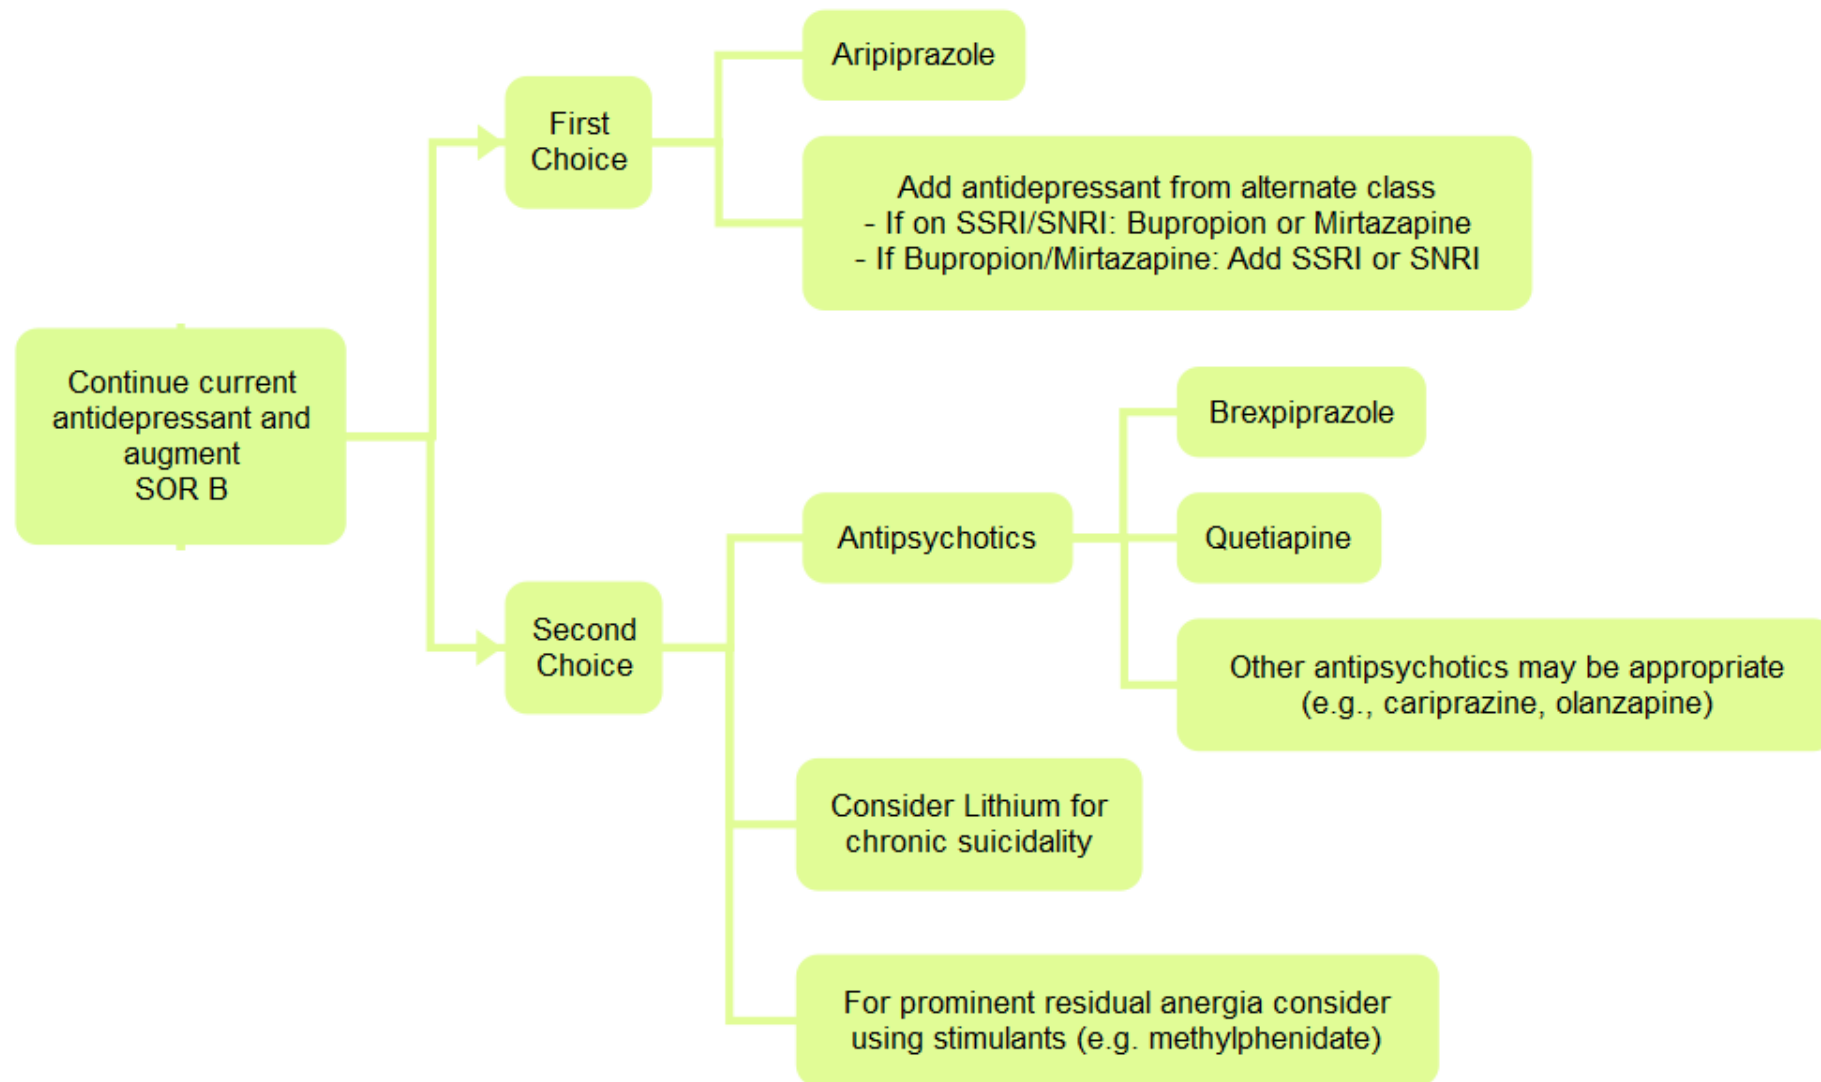 Continue current
antidepressant and
augment
SOR B
First
Choice
Aripiprazole
Add antidepressant from alternate class
- If on SSRI/SNRI: Bupropion or Mirtazapine
- If Bupropion/Mirtazapine: Add SSRI or SNRI
Second
Choice
Antipsychotics
Brexpiprazole
Quetiapine
Other antipsychotics may be appropriate
(e.g., cariprazine, olanzapine)
Consider Lithium for
chronic suicidality
For prominent residual anergia consider
using stimulants (e.g. methylphenidate)